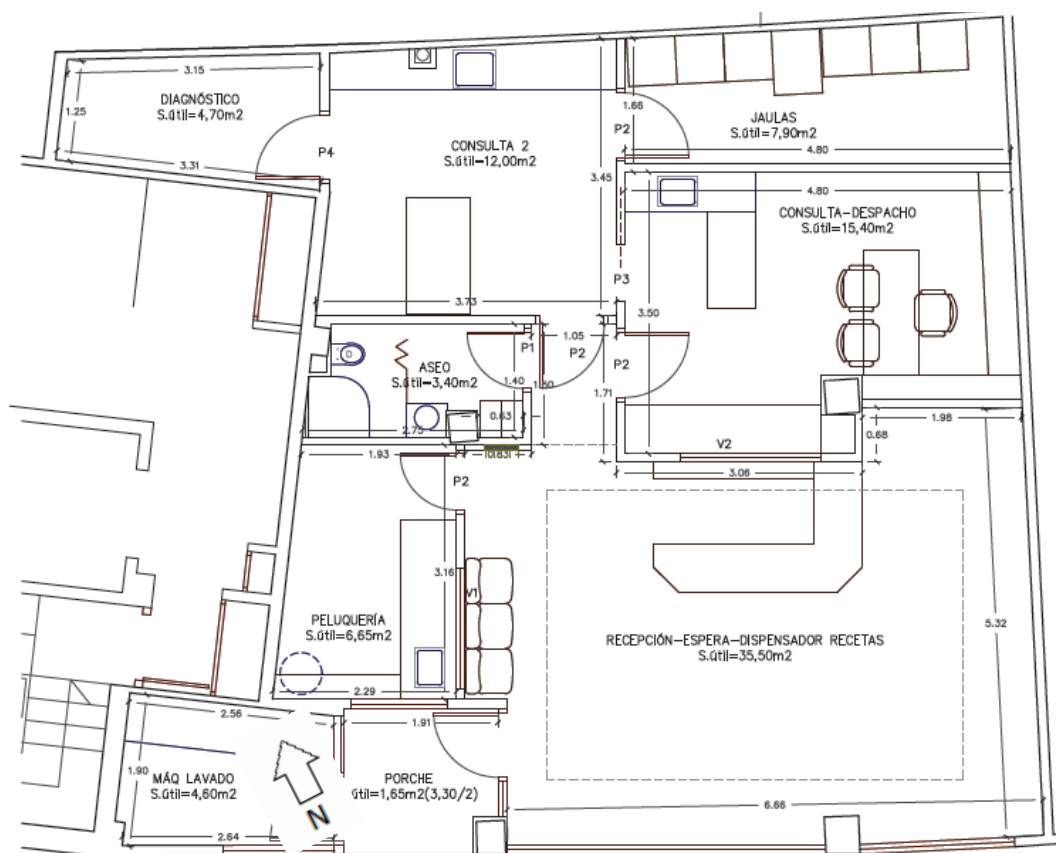 3.15
DIAGNÓSTICO
S.útil=4,70m2
1.25
3.31
P4
CONSULTA 2
S.útil=12,00m2
3.45
3.73
1.66
P2
JAULAS
S.útil=7,90m2
4.80
4.80
CONSULTA-DESPACHO
S.útil=15,40m2
P3
3.50
P1
1.05
P2
P2
ASEO
S.útil=3,40m2
1.40
1.71
0.63
2.75
1.93
0.83
V2
3.06
0.68
1.98
P2
3.16
V1
PELUQUERÍA
S.útil=6,65m2
2.29
RECEPCIÓN-ESPERA-DISPENSADOR RECETAS
S.útil=35,50m2
5.32
2.56
1.91
1.90
MÁQ LAVADO
S.útil=4,60m2
2.64
N
PORCHE
útil=1,65m2(3,30/2)
6.66